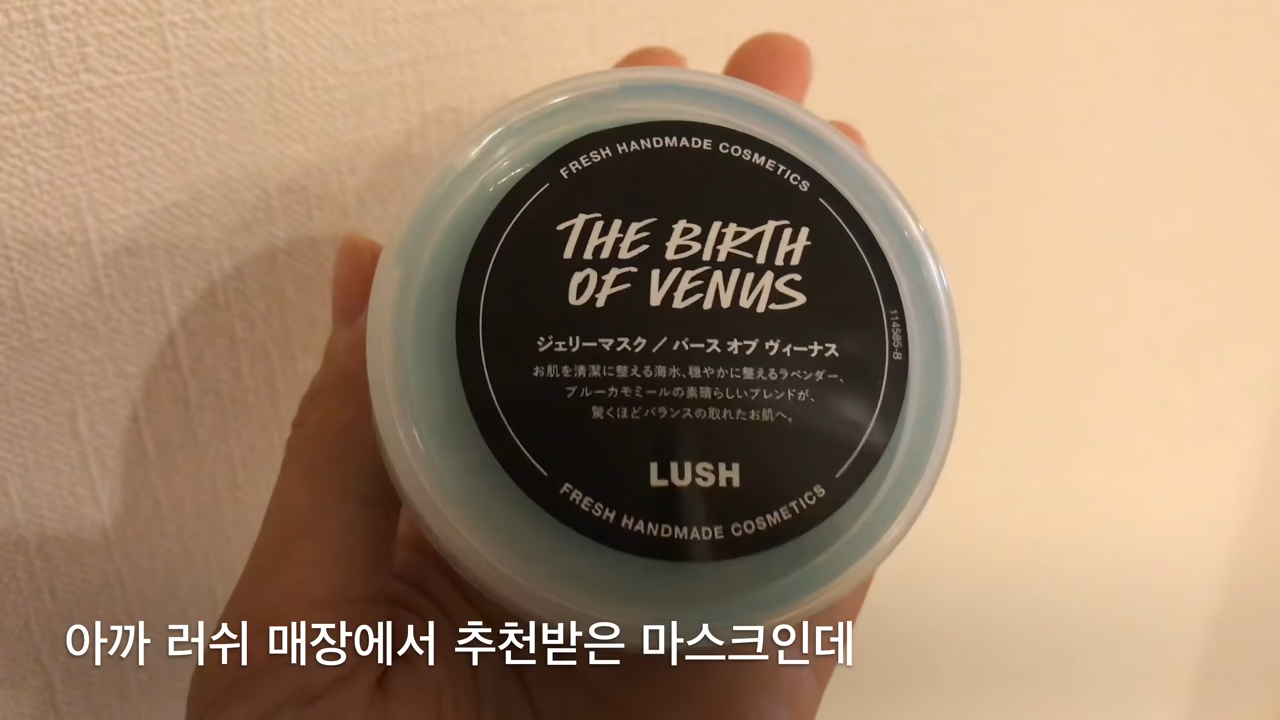 FRESH HANDMADE COSMETICS
THE BIRTH
OF VENUS
ジェリーマスク / バース オブ ヴィーナス
お肌を清潔に整える海水、穏やかに整えるラベンダー、
ブルーカモミールの素晴らしいブレンドが、
驚くほどバランスの取れたお肌へ。
114585-8
LUSH
FRESH HANDMADE COSMETICS
아까 러쉬 매장에서 추천받은 마스크인데